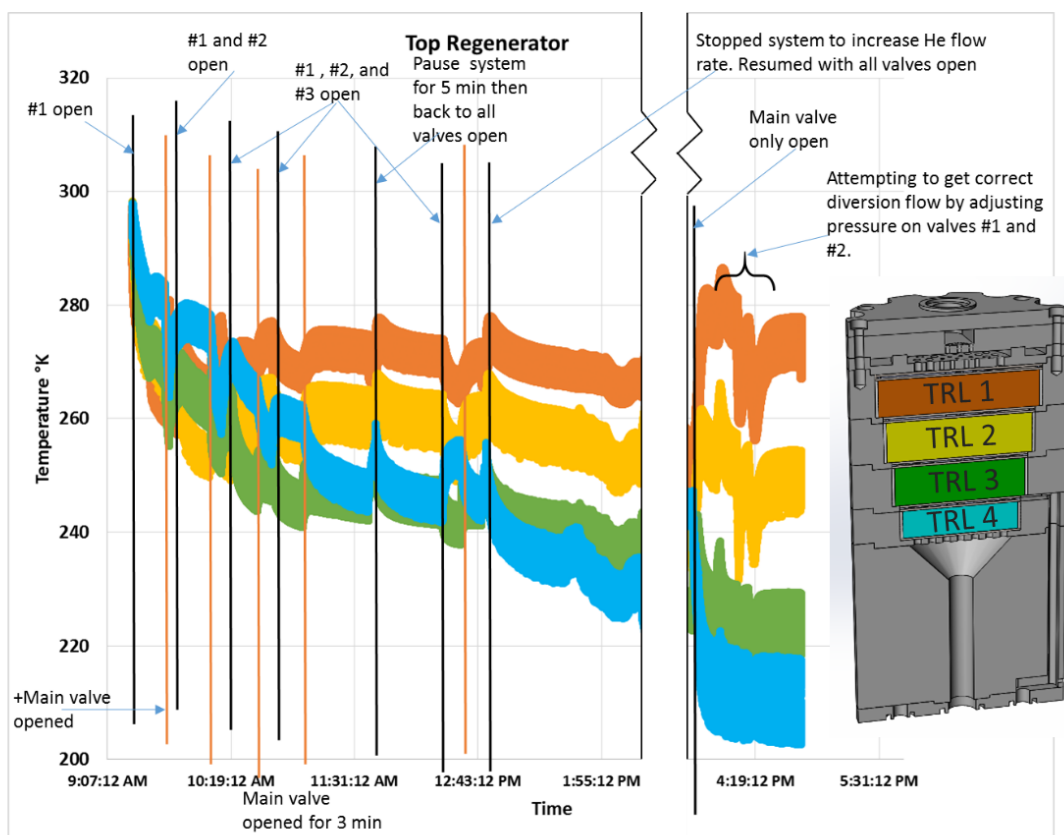 #1 and #2
open
Top Regenerator
Stopped system to increase He flow
rate. Resumed with all valves open
#1 , #2, and
#3 open
Pause system
for 5 min then
back to all
valves open
#1 open
Main valve
only open
Attempting to get correct
diversion flow by adjusting
pressure on valves #1 and
#2.
320
300
280
260
240
220
200
Temperature °K
TRL 1
TRL 2
TRL 3
TRL 4
+Main valve
opened
9:07:12 AM
10:19:12 AM
11:31:12 AM
12:43:12 PM
1:55:12 PM
4:19:12 PM
5:31:12 PM
Main valve
opened for 3 min
Time